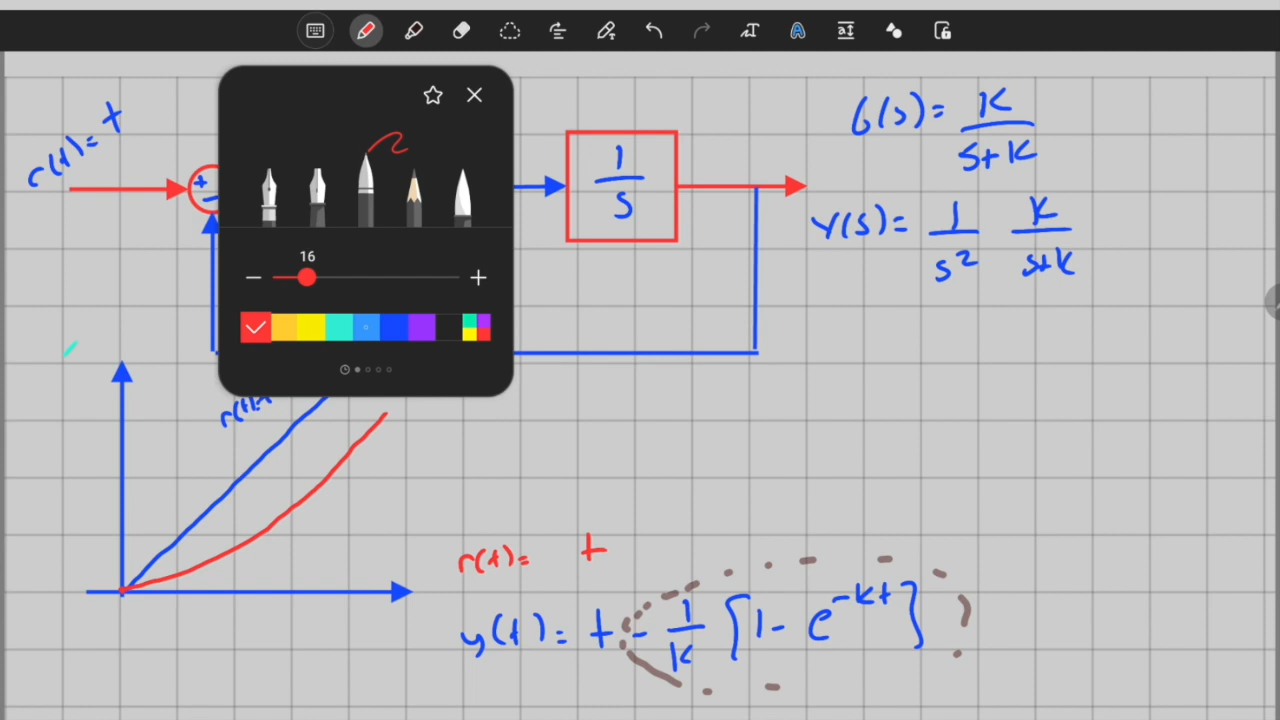 r(t)= t
+
−
1/s
G(s)= K/(s+K)
Y(s)= 1/s² K/(s+K)
16
r(t)=t
r(t)= t
y(t)= t - 1/K [1- e^-kt]